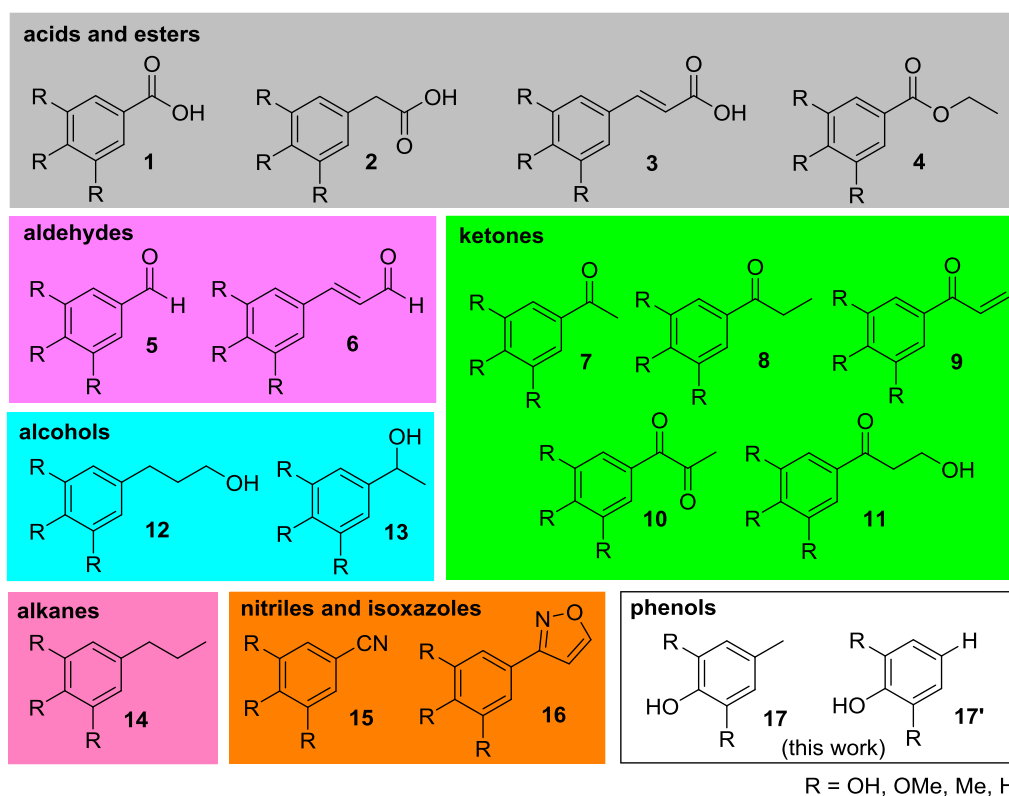 acids and esters
O
R
OH
R
R
1
R
OH
O
R
R
2
R
O
OH
R
R
3
R
O
O
R
R
4
aldehydes
O
R
H
R
R
5
O
R
H
R
R
6
ketones
O
R
R
R
7
O
R
R
R
8
O
R
R
R
9
O
R
O
R
R
10
O
R
OH
R
R
11
alcohols
R
OH
R
R
12
OH
R
R
R
13
alkanes
R
R
R
14
nitriles and isoxazoles
R
CN
R
R
15
N
O
R
R
R
16
phenols
R
HO
R
17
R
H
HO
R
17'
(this work)
R = OH, OMe, Me, H